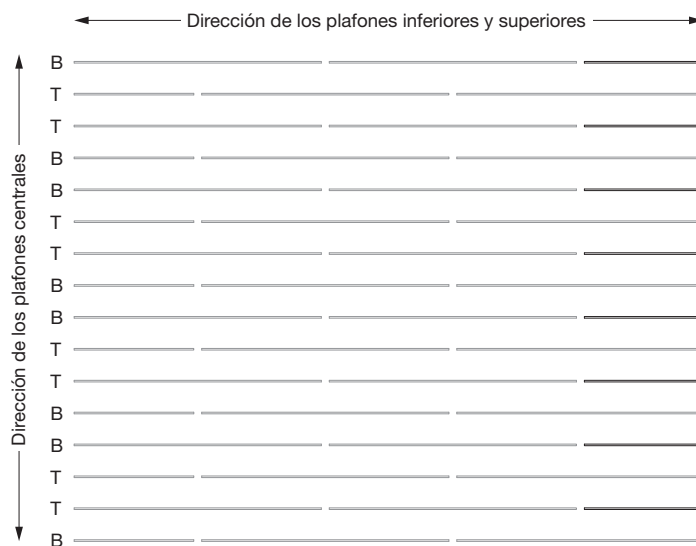 Dirección de los plafones inferiores y superiores
Dirección de los plafones centrales
B
T
T
B
B
T
T
B
B
T
T
B
B
T
T
B